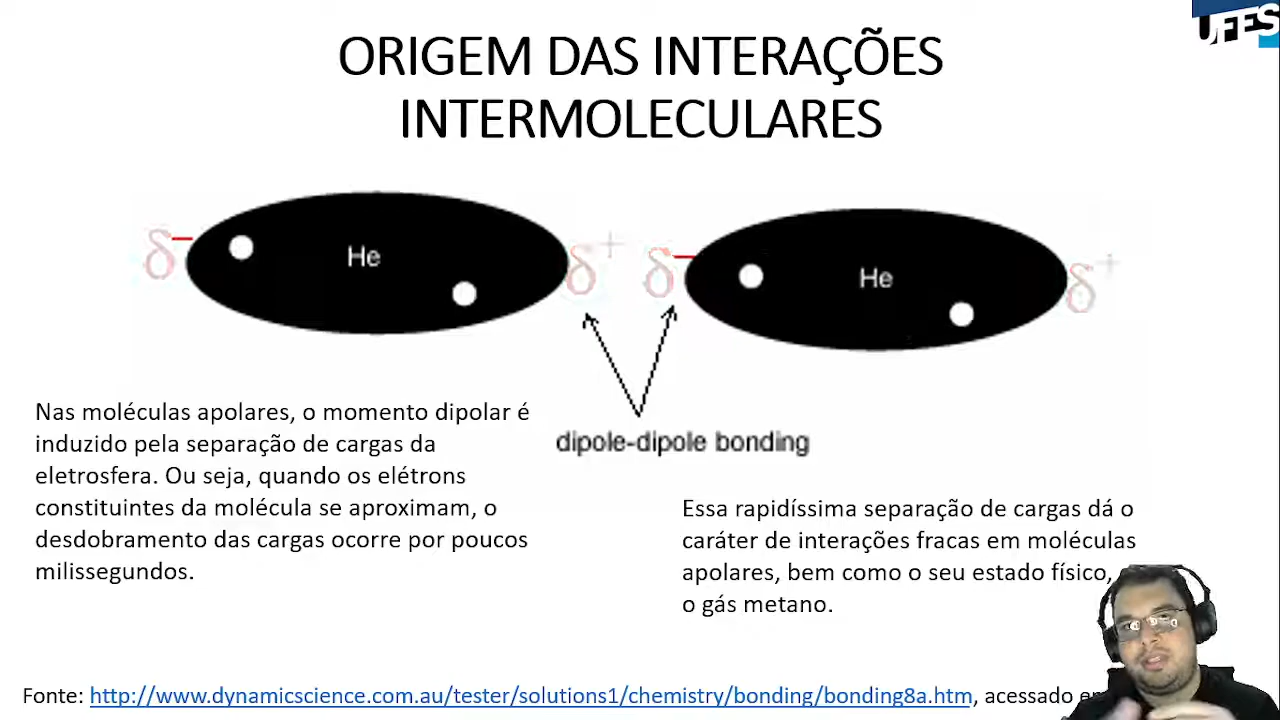 UFES
ORIGEM DAS INTERAÇÕES
INTERMOLECULARES
δ− He δ+ δ− He δ+
dipole-dipole bonding
Nas moléculas apolares, o momento dipolar é
induzido pela separação de cargas da
eletrosfera. Ou seja, quando os elétrons
constituintes da molécula se aproximam, o
desdobramento das cargas ocorre por poucos
milissegundos.
Essa rapidíssima separação de cargas dá o
caráter de interações fracas em moléculas
apolares, bem como o seu estado físico,
o gás metano.
Fonte: http://www.dynamicscience.com.au/tester/solutions1/chemistry/bonding/bonding8a.htm, acessado